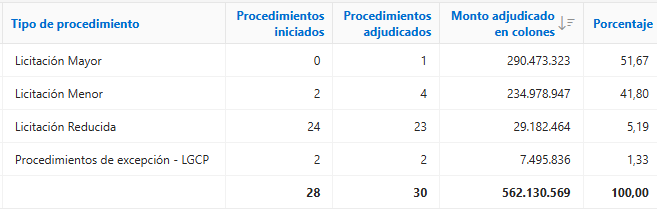 Tipo de procedimiento Procedimientos iniciados Procedimientos adjudicados Monto adjudicado en colones Porcentaje
Licitación Mayor 0 1 290.473.323 51,67
Licitación Menor 2 4 234.978.947 41,80
Licitación Reducida 24 23 29.182.464 5,19
Procedimientos de excepción - LGCP 2 2 7.495.836 1,33
28 30 562.130.569 100,00